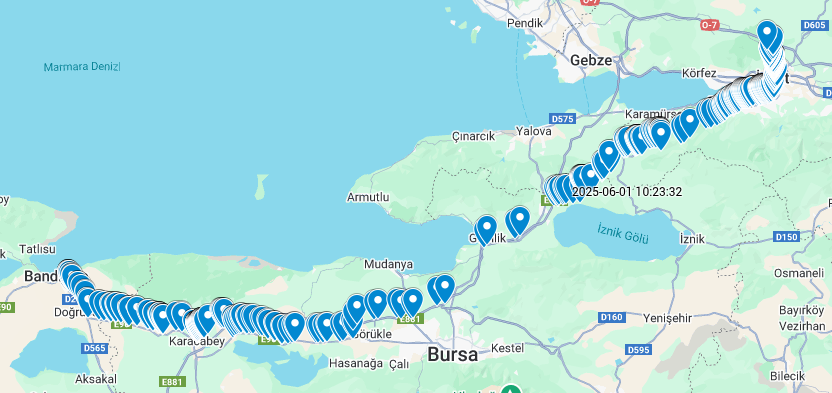 Pendik
O-7
O-7
D605
Marmara Denizi
Gebze
Körfez
D575
Karamürs
Yalova
Çınarcık
2025-06-01 10:23:32
Armutlu
İznik Gölü
İznik
D150
Tatlısu
Mudanya
Osmaneli
Band
E90
Doğru
E881
D160
Yenişehir
Bayırköy
Vezirhan
Karacabey
Görükle
D565
Bursa
Kestel
D595
Hasanağa
Çalı
Aksakal
E881
Bilecik